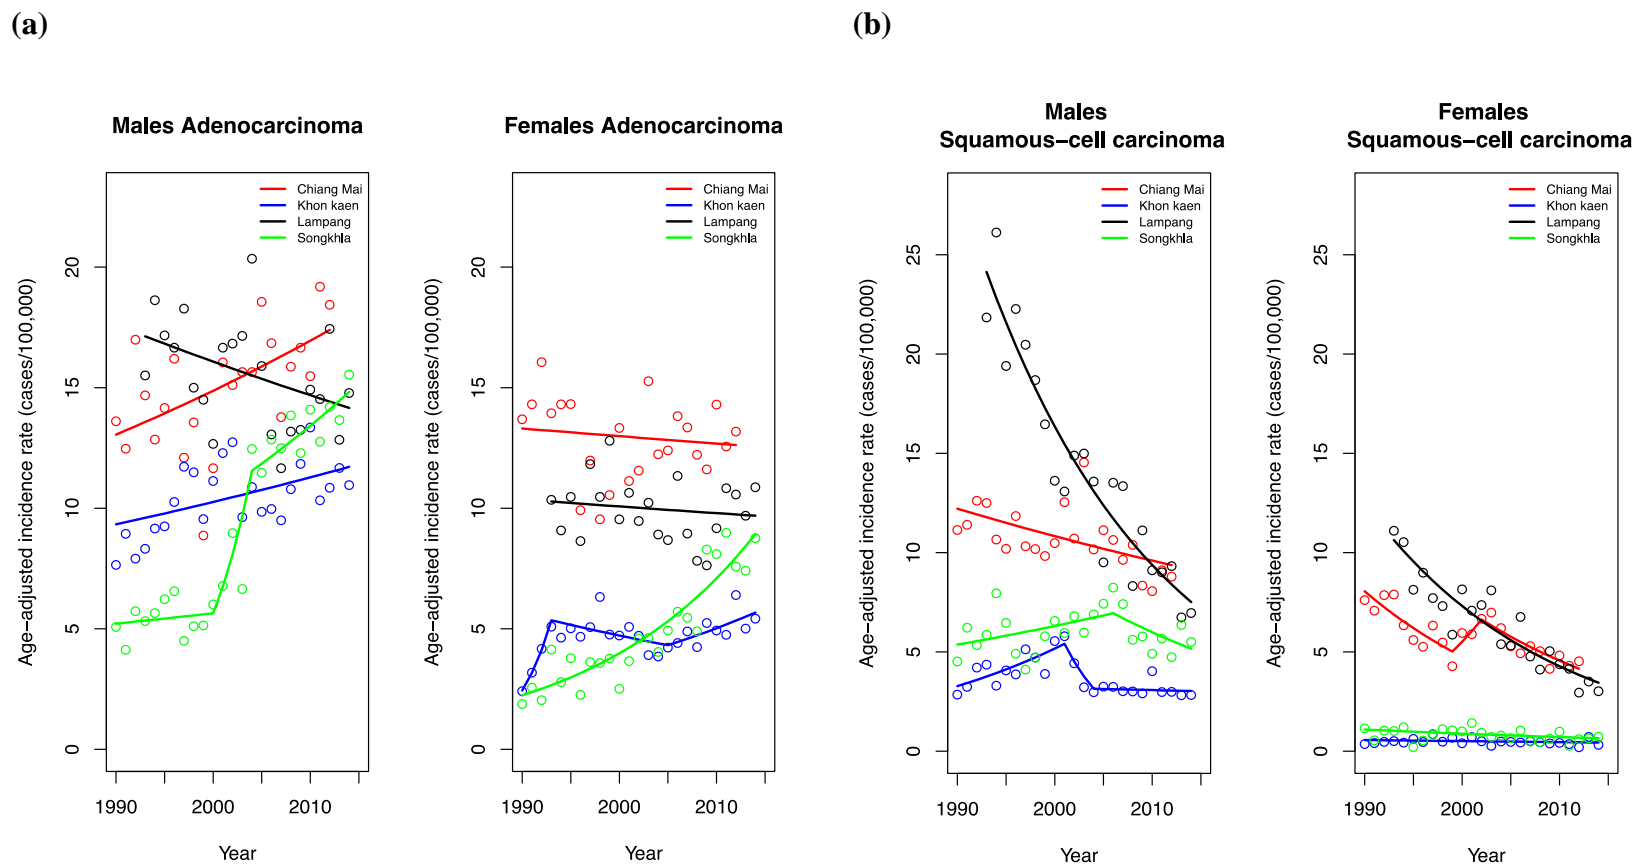 (a)
(b)
Males Adenocarcinoma
Age−adjusted incidence rate (cases/100,000)
20
15
10
5
0
Chiang Mai
Khon kaen
Lampang
Songkhla
1990
2000
2010
Year
Females Adenocarcinoma
Age−adjusted incidence rate (cases/100,000)
20
15
10
5
0
Chiang Mai
Khon kaen
Lampang
Songkhla
1990
2000
2010
Year
Males
Squamous−cell carcinoma
Age−adjusted incidence rate (cases/100,000)
25
20
15
10
5
0
Chiang Mai
Khon kaen
Lampang
Songkhla
1990
2000
2010
Year
Females
Squamous−cell carcinoma
Age−adjusted incidence rate (cases/100,000)
25
20
15
10
5
0
Chiang Mai
Khon kaen
Lampang
Songkhla
1990
2000
2010
Year